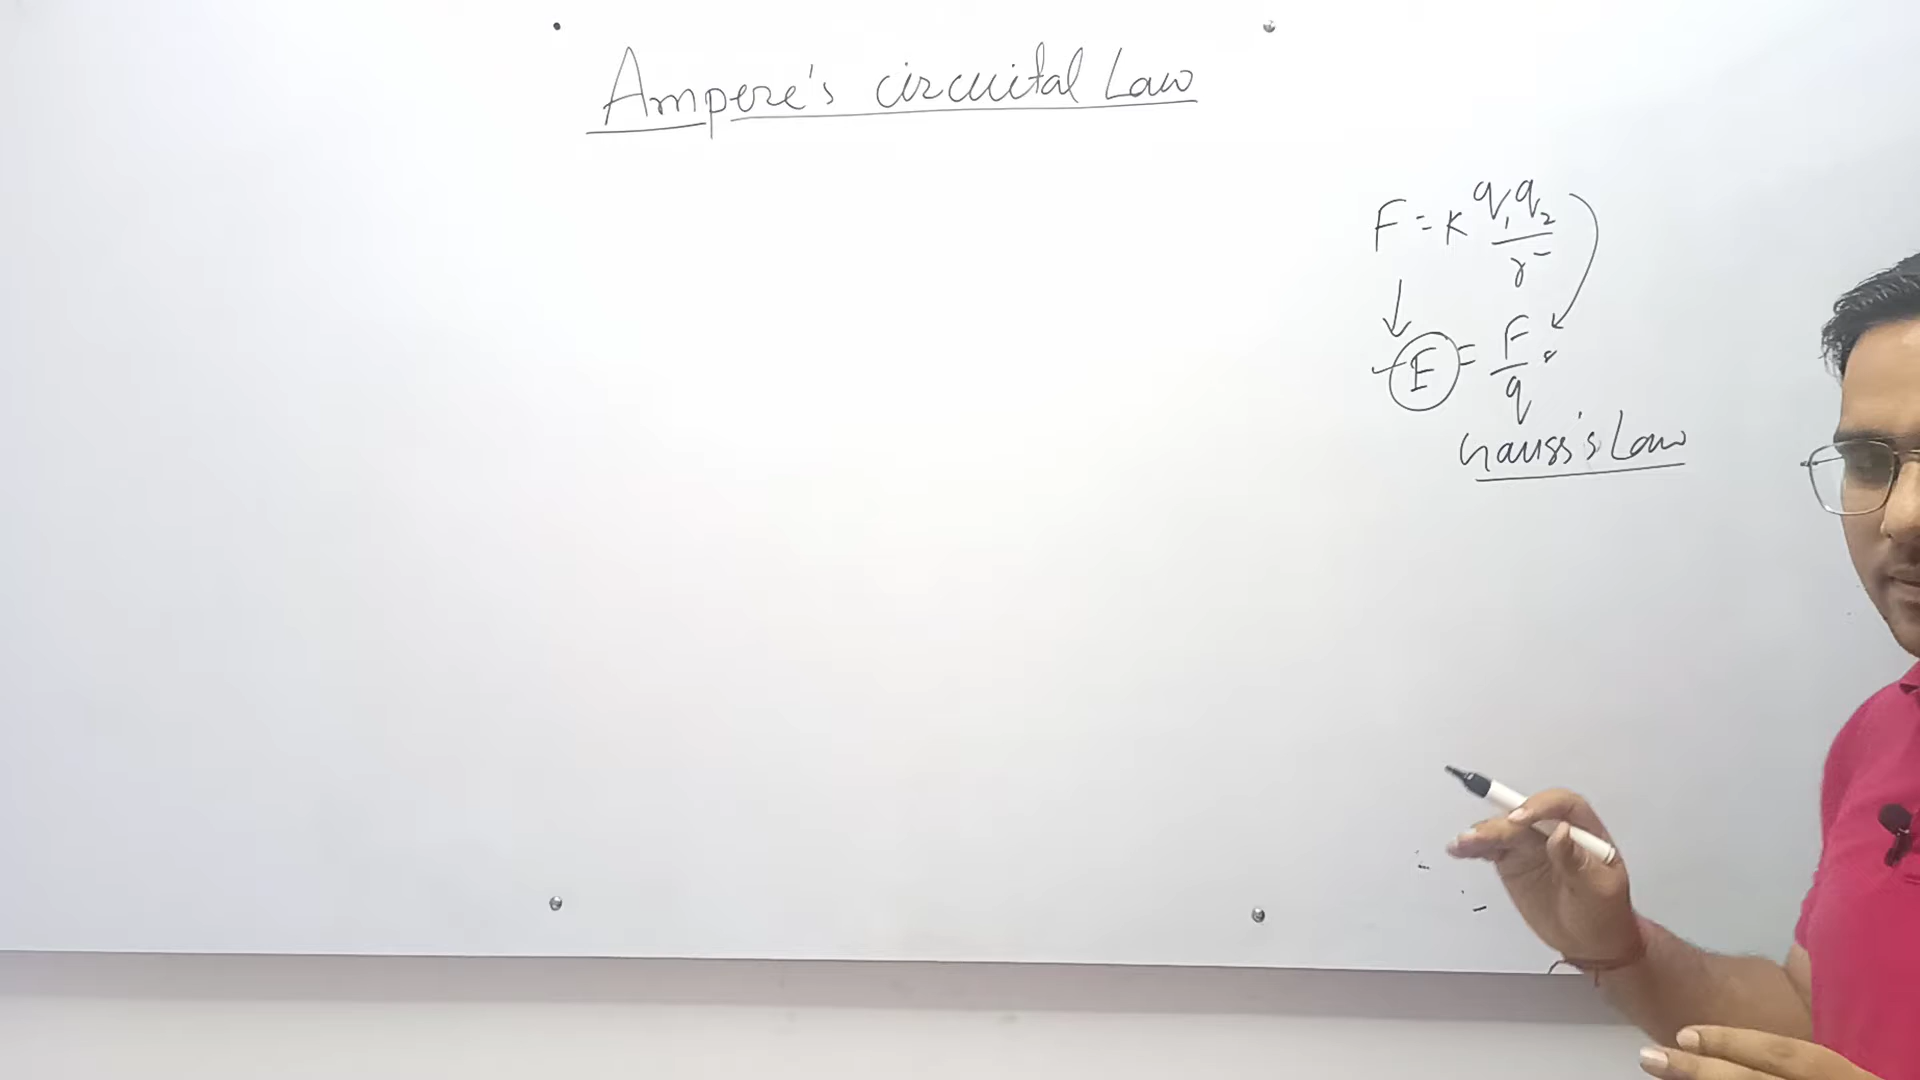 Ampere's circuital Law
F = K q₁q₂/r²
E = F/q
Gauss's Law